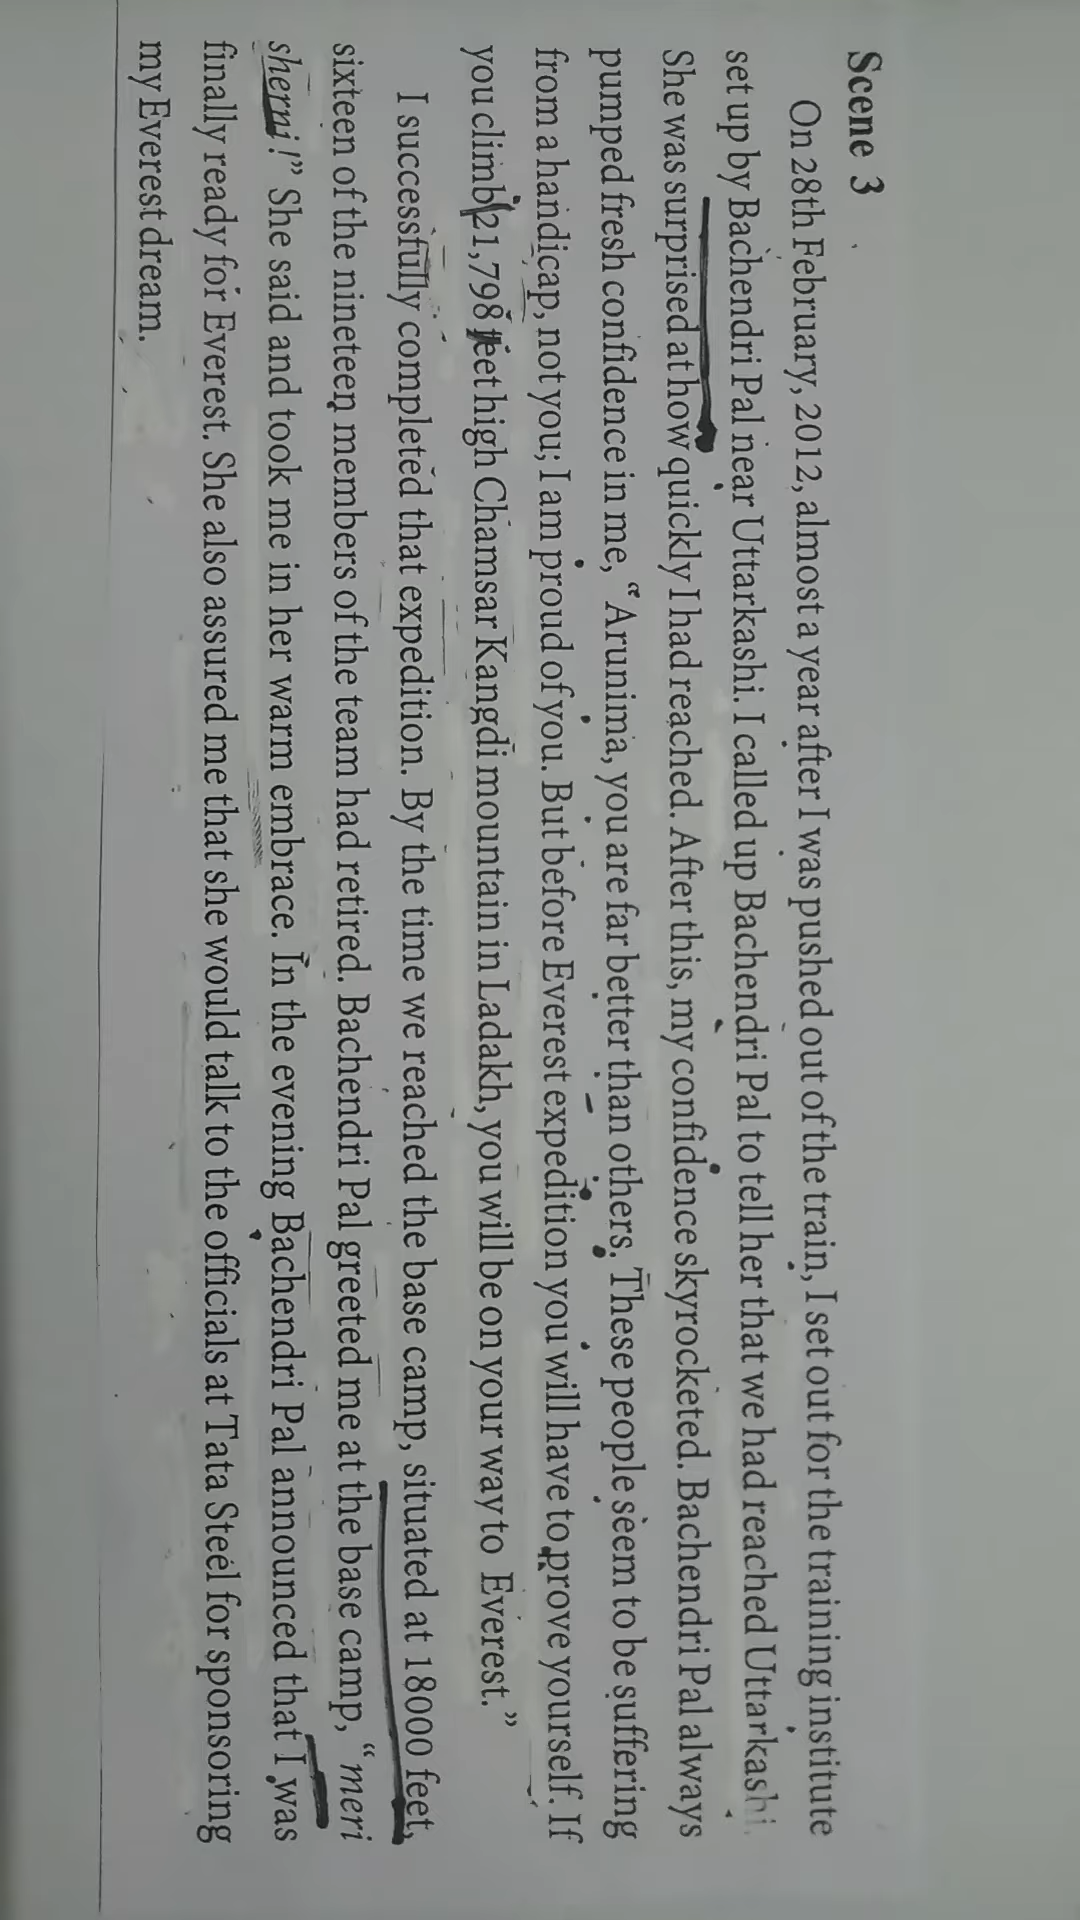 Scene 3
On 28th February, 2012, almost a year after I was pushed out of the train, I set out for the training institute
set up by Bachendri Pal near Uttarkashi. I called up Bachendri Pal to tell her that we had reached Uttarkashi.
She was surprised at how quickly I had reached. After this, my confidence skyrocketed. Bachendri Pal always
pumped fresh confidence in me, “Arunima, you are far better than others. These people seem to be suffering
from a handicap, not you; I am proud of you. But before Everest expedition you will have to prove yourself. If
you climb 21,798 feet high Chamsar Kangdi mountain in Ladakh, you will be on your way to Everest.”
I successfully completed that expedition. By the time we reached the base camp, situated at 18000 feet,
sixteen of the nineteen members of the team had retired. Bachendri Pal greeted me at the base camp, “meri
sherni!” She said and took me in her warm embrace. In the evening Bachendri Pal announced that I was
finally ready for Everest. She also assured me that she would talk to the officials at Tata Steel for sponsoring
my Everest dream.